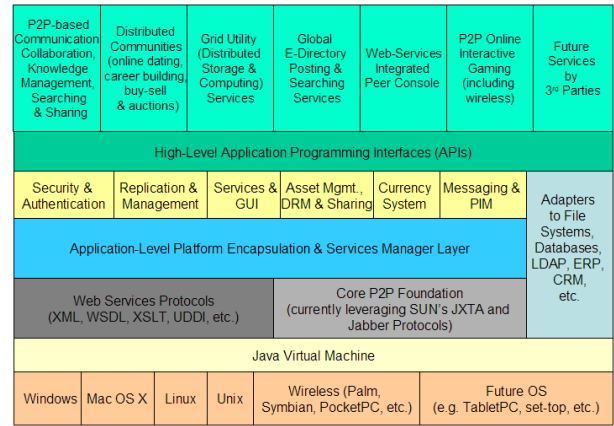 P2P-based
Communication
Collaboration,
Knowledge
Management,
Searching
& Sharing
Distributed
Communities
(online dating,
career building,
buy-sell
& auctions)
Grid Utility
(Distributed
Storage &
Computing)
Services
Global
E-Directory
Posting &
Searching
Services
Web-Services
Integrated
Peer Console
P2P Online
Interactive
Gaming
(including
wireless)
Future
Services
by
3rd Parties
High-Level Application Programming Interfaces (APIs)
Security &
Authentication
Replication &
Management
Services &
GUI
Asset Mgmt.,
DRM & Sharing
Currency
System
Messaging &
PIM
Adapters
to File
Systems,
Databases,
LDAP, ERP,
CRM,
etc.
Application-Level Platform Encapsulation & Services Manager Layer
Web Services Protocols
(XML, WSDL, XSLT, UDDI, etc.)
Core P2P Foundation
(currently leveraging SUN's JXTA and
Jabber Protocols)
Java Virtual Machine
Windows
Mac OS X
Linux
Unix
Wireless (Palm,
Symbian, PocketPC, etc.)
Future OS
(e.g. TabletPC, set-top, etc.)